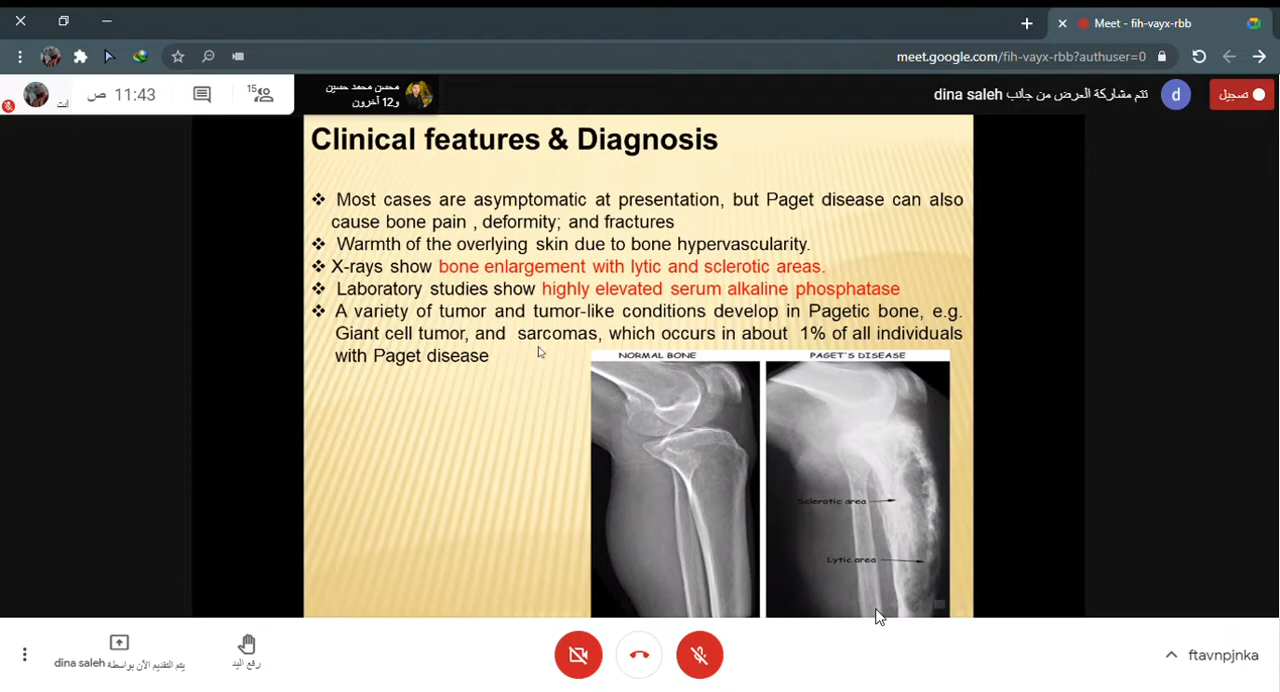 Meet - fih-vayx-rbb
meet.google.com/fih-vayx-rbb?authuser=0
أنت
11:43 ص
15
محسن محمد حسين
و12 آخرون
تتم مشاركة العرض من جانب dina saleh
d
تسجيل
Clinical features & Diagnosis
❖ Most cases are asymptomatic at presentation, but Paget disease can also
cause bone pain , deformity; and fractures
❖ Warmth of the overlying skin due to bone hypervascularity.
❖ X-rays show bone enlargement with lytic and sclerotic areas.
❖ Laboratory studies show highly elevated serum alkaline phosphatase
❖ A variety of tumor and tumor-like conditions develop in Pagetic bone, e.g.
Giant cell tumor, and sarcomas, which occurs in about 1% of all individuals
with Paget disease
NORMAL BONE
PAGET'S DISEASE
Sclerotic area
Lytic area
يتم التقديم الآن بواسطة dina saleh
رفع اليد
ftavnpjnka